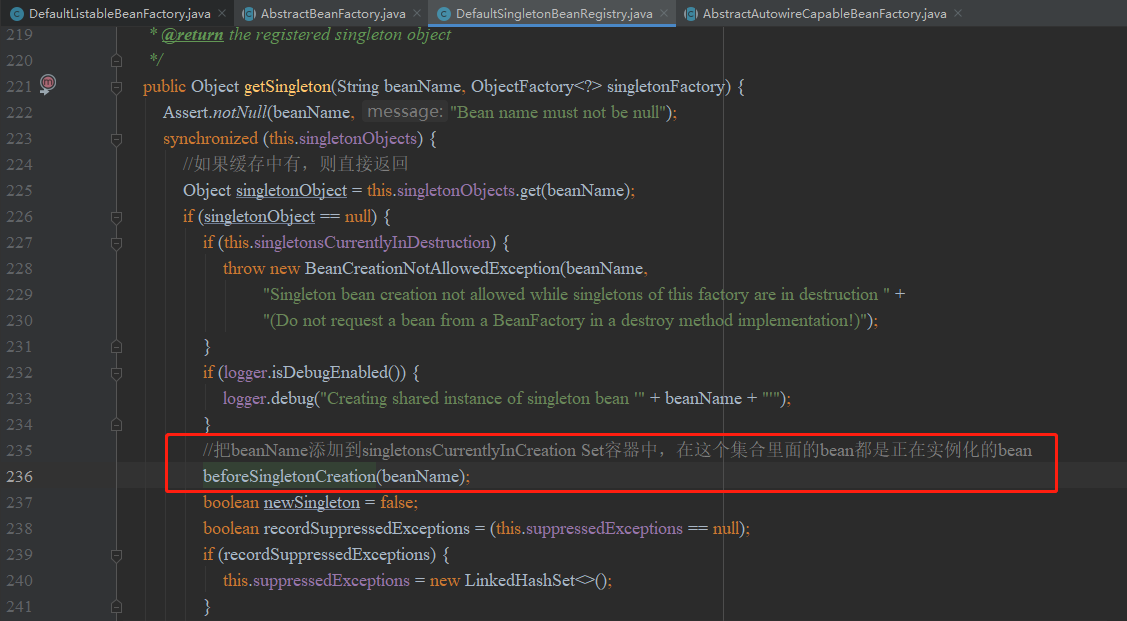 DefaultListableBeanFactory.java × AbstractBeanFactory.java × DefaultSingletonBeanRegistry.java × AbstractAutowireCapableBeanFactory.java ×
219 * @return the registered singleton object
220 */
221 public Object getSingleton(String beanName, ObjectFactory<?> singletonFactory) {
222 Assert.notNull(beanName, message: "Bean name must not be null");
223 synchronized (this.singletonObjects) {
224 //如果缓存中有，则直接返回
225 Object singletonObject = this.singletonObjects.get(beanName);
226 if (singletonObject == null) {
227 if (this.singletonsCurrentlyInDestruction) {
228 throw new BeanCreationNotAllowedException(beanName,
229 "Singleton bean creation not allowed while singletons of this factory are in destruction " +
230 "(Do not request a bean from a BeanFactory in a destroy method implementation!)");
231 }
232 if (logger.isDebugEnabled()) {
233 logger.debug("Creating shared instance of singleton bean '" + beanName + "'");
234 }
235 //把beanName添加到singletonsCurrentlyInCreation Set容器中，在这个集合里面的bean都是正在实例化的bean
236 beforeSingletonCreation(beanName);
237 boolean newSingleton = false;
238 boolean recordSuppressedExceptions = (this.suppressedExceptions == null);
239 if (recordSuppressedExceptions) {
240 this.suppressedExceptions = new LinkedHashSet<>();
241 }